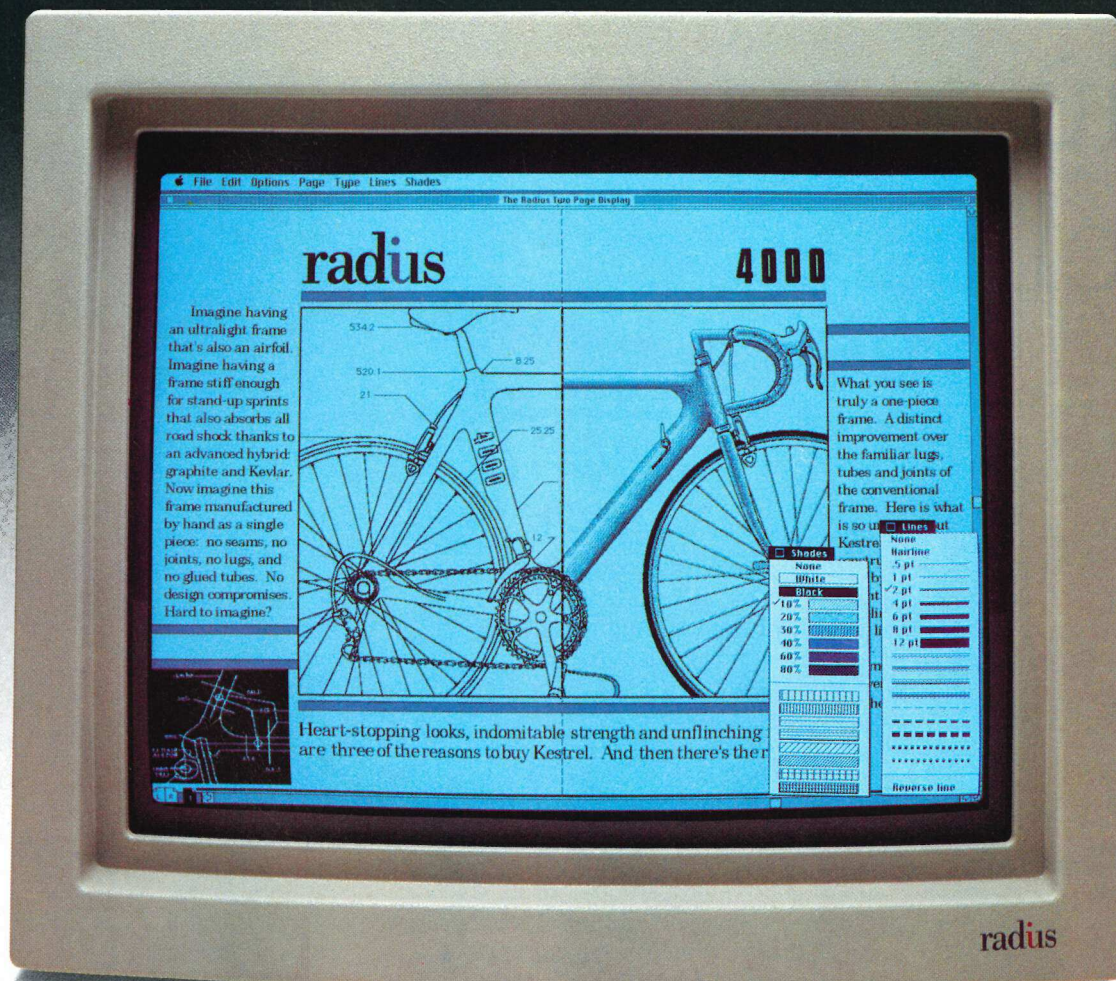 File Edit Options Page Type Lines Shades
The Radius Two Page Display
radius
4000
Imagine having
an ultralight frame
that's also an airfoil.
Imagine having a
frame stiff enough
for stand-up sprints
that also absorbs all
road shock thanks to
an advanced hybrid:
graphite and Kevlar.
Now imagine this
frame manufactured
by hand as a single
piece: no seams, no
joints, no lugs, and
no glued tubes. No
design compromises.
Hard to imagine?
534.2
8.25
520.1
21
25.25
4000
12
What you see is
truly a one-piece
frame. A distinct
improvement over
the familiar lugs,
tubes and joints of
the conventional
frame. Here is what
is so
Kestre
Heart-stopping looks, indomitable strength and unflinching
are three of the reasons to buy Kestrel. And then there's the r
Shades
None
White
Black
10%
20%
30%
40%
60%
80%
Lines
None
Hairline
.5 pt
1 pt
2 pt
4 pt
6 pt
8 pt
12 pt
Reverse line
radius